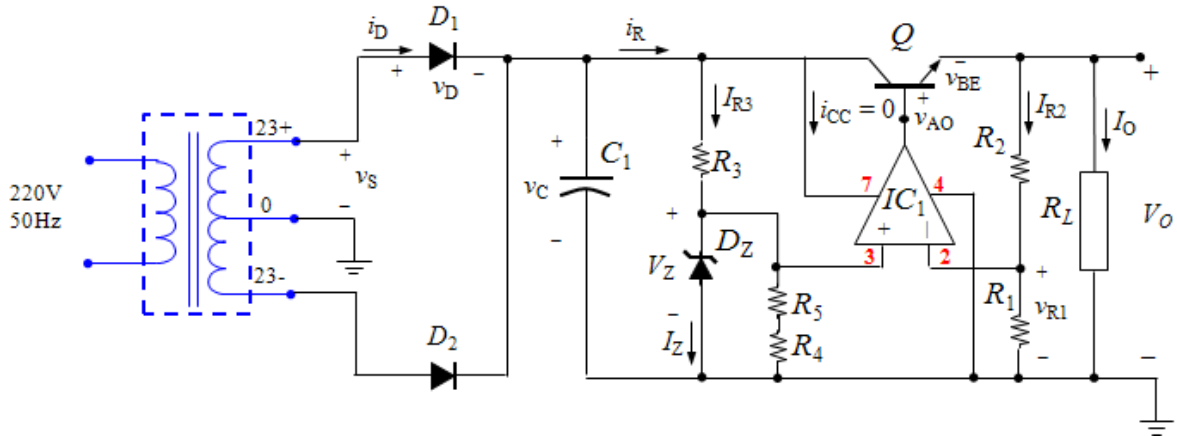 220V
50Hz
23+
0
23-
+
vS
−
iD
D1
+
vD
−
D2
iR
+
vC
−
C1
IR3
R3
+
VZ
−
DZ
IZ
R5
R4
iCC = 0
Q
−
vBE
+
vAO
7
IC1
4
+
−
3
2
IR2
R2
R1
+
vR1
−
IO
RL
+
VO
−